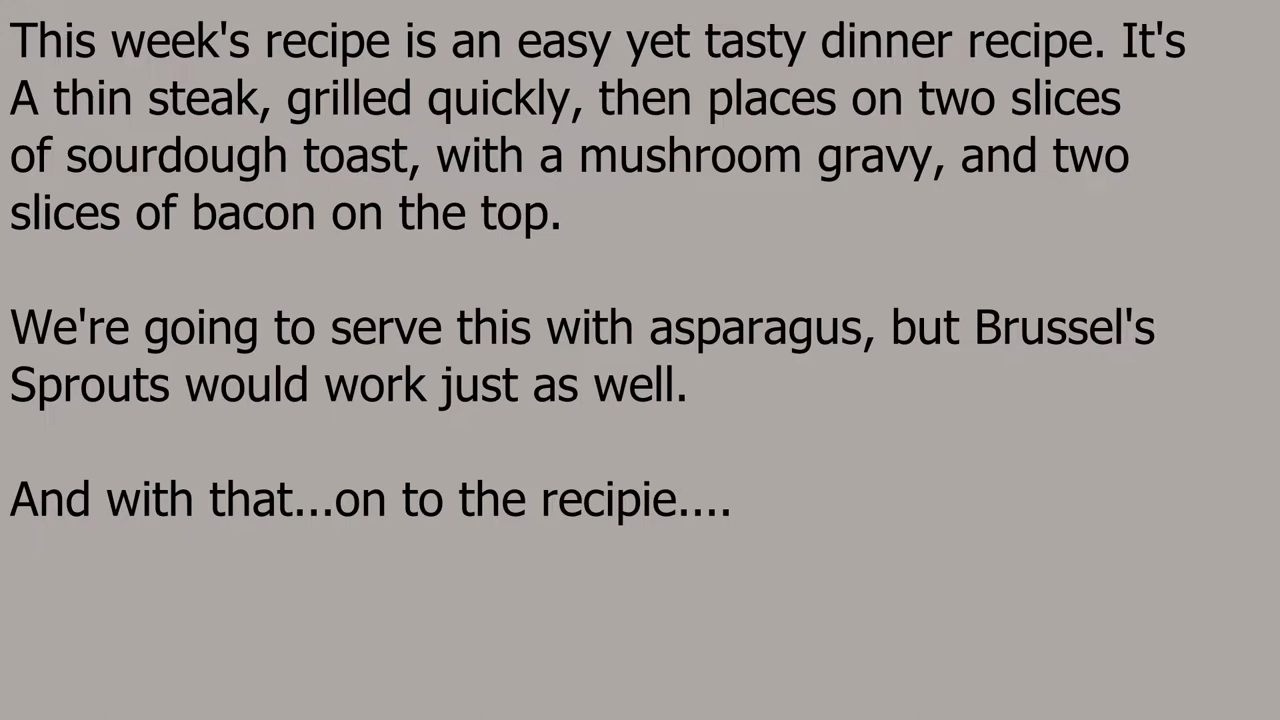 This week's recipe is an easy yet tasty dinner recipe. It's
A thin steak, grilled quickly, then places on two slices
of sourdough toast, with a mushroom gravy, and two
slices of bacon on the top.
We're going to serve this with asparagus, but Brussel's
Sprouts would work just as well.
And with that...on to the recipie....